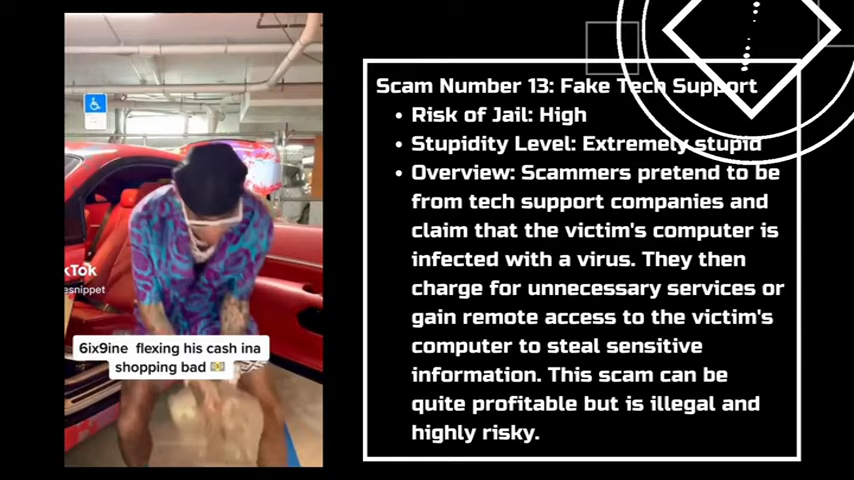 Scam Number 13: Fake Tech Support
• Risk of Jail: High
• Stupidity Level: Extremely stupid
• Overview: Scammers pretend to be
from tech support companies and
claim that the victim's computer is
infected with a virus. They then
charge for unnecessary services or
gain remote access to the victim's
computer to steal sensitive
information. This scam can be
quite profitable but is illegal and
highly risky.
kTok
esnippet
6ix9ine flexing his cash ina
shopping bad 💵